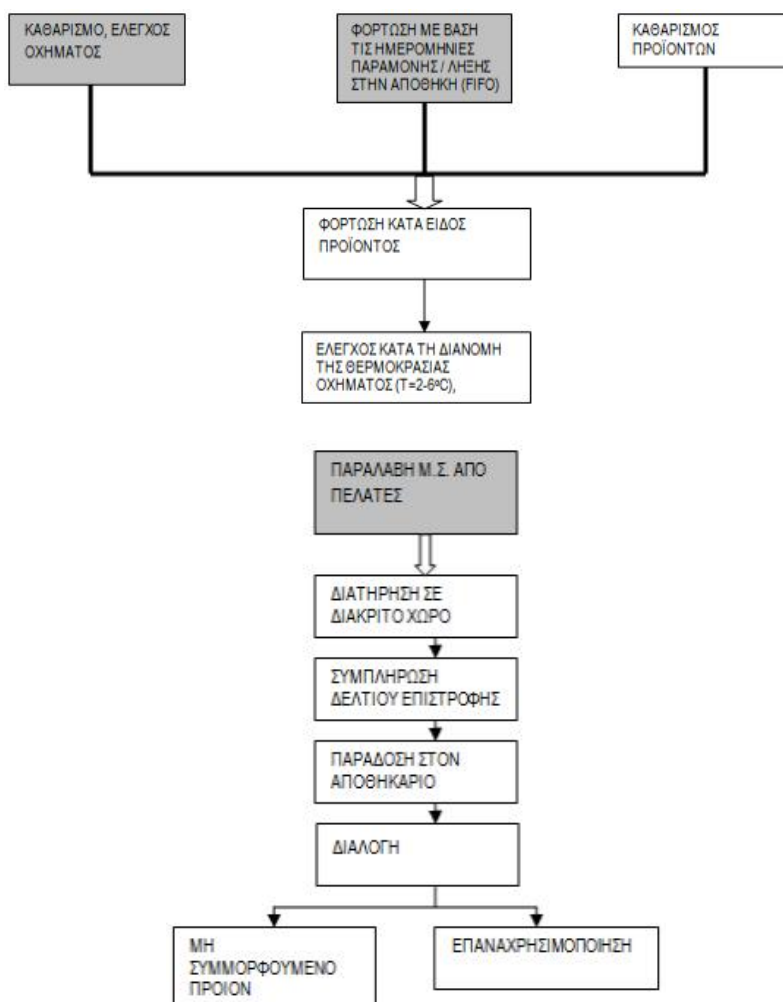 ΚΑΘΑΡΙΣΜΟ, ΕΛΕΓΧΟΣ
ΟΧΗΜΑΤΟΣ
ΦΟΡΤΩΣΗ ΜΕ ΒΑΣΗ
ΤΙΣ ΗΜΕΡΟΜΗΝΙΕΣ
ΠΑΡΑΜΟΝΗΣ / ΛΗΞΗΣ
ΣΤΗΝ ΑΠΟΘΗΚΗ (FIFO)
ΚΑΘΑΡΙΣΜΟΣ
ΠΡΟΪΟΝΤΩΝ
ΦΟΡΤΩΣΗ ΚΑΤΑ ΕΙΔΟΣ
ΠΡΟΪΟΝΤΟΣ
ΕΛΕΓΧΟΣ ΚΑΤΑ ΤΗ ΔΙΑΝΟΜΗ
ΤΗΣ ΘΕΡΜΟΚΡΑΣΙΑΣ
ΟΧΗΜΑΤΟΣ (Τ=2-6ºC),
ΠΑΡΑΛΑΒΗ Μ.Σ. ΑΠΟ
ΠΕΛΑΤΕΣ
ΔΙΑΤΗΡΗΣΗ ΣΕ
ΔΙΑΚΡΙΤΟ ΧΩΡΟ
ΣΥΜΠΛΗΡΩΣΗ
ΔΕΛΤΙΟΥ ΕΠΙΣΤΡΟΦΗΣ
ΠΑΡΑΔΟΣΗ ΣΤΟΝ
ΑΠΟΘΗΚΑΡΙΟ
ΔΙΑΛΟΓΗ
ΜΗ
ΣΥΜΜΟΡΦΟΥΜΕΝΟ
ΠΡΟΙΟΝ
ΕΠΑΝΑΧΡΗΣΙΜΟΠΟΙΗΣΗ